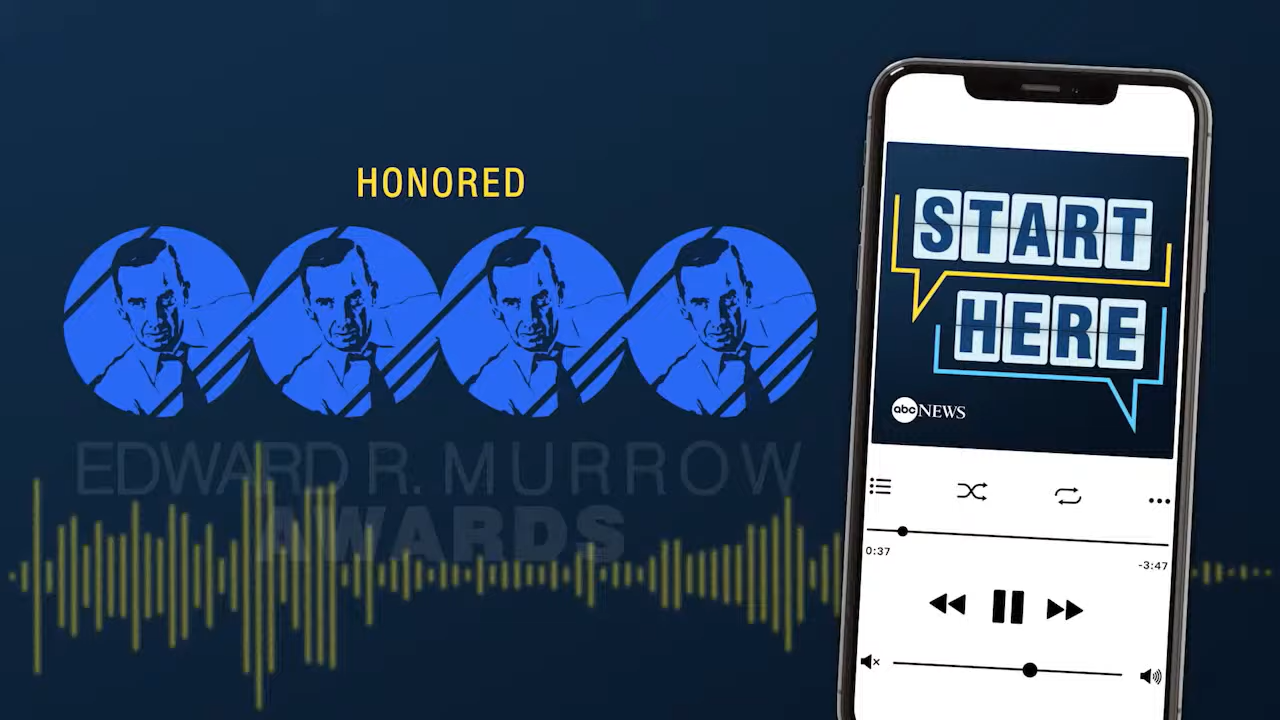 HONORED
EDWARD R. MURROW
AWARDS
START
HERE
abc NEWS
0:37
-3:47